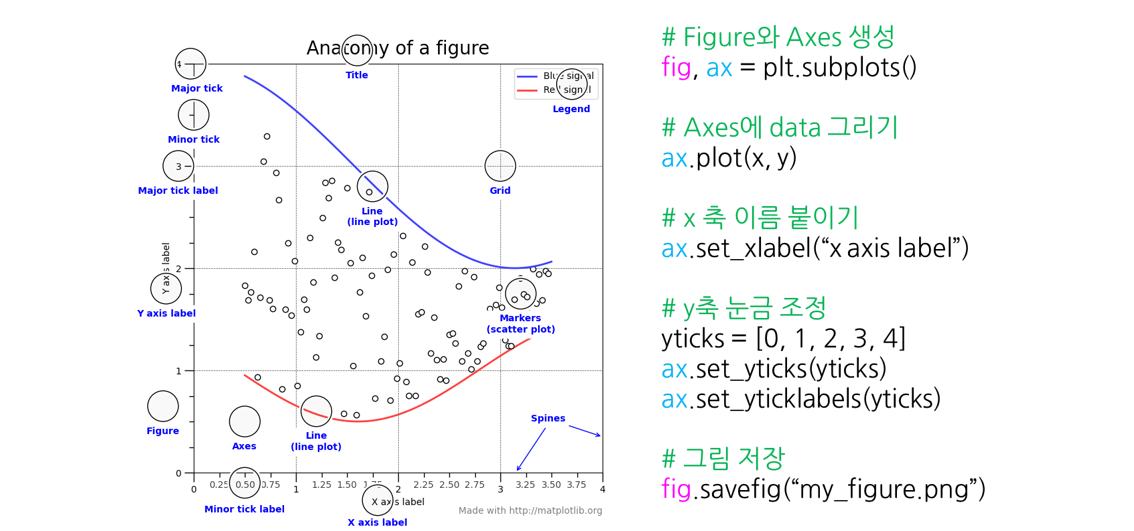 Anatomy of a figure
Title
4
Major tick
Minor tick
3
Major tick label
Blue signal
Red signal
Legend
Grid
Line
(line plot)
2
Y axis label
Y axis label
Markers
(scatter plot)
1
Figure
Axes
Line
(line plot)
Spines
0
0 0.25 0.50 0.75 1 1.25 1.50 1.75 2 2.25 2.50 2.75 3 3.25 3.50 3.75 4
Minor tick label
X axis label
X axis label
Made with http://matplotlib.org
# Figure와 Axes 생성
fig, ax = plt.subplots()
# Axes에 data 그리기
ax.plot(x, y)
# x 축 이름 붙이기
ax.set_xlabel(“x axis label”)
# y축 눈금 조정
yticks = [0, 1, 2, 3, 4]
ax.set_yticks(yticks)
ax.set_yticklabels(yticks)
# 그림 저장
fig.savefig(“my_figure.png”)